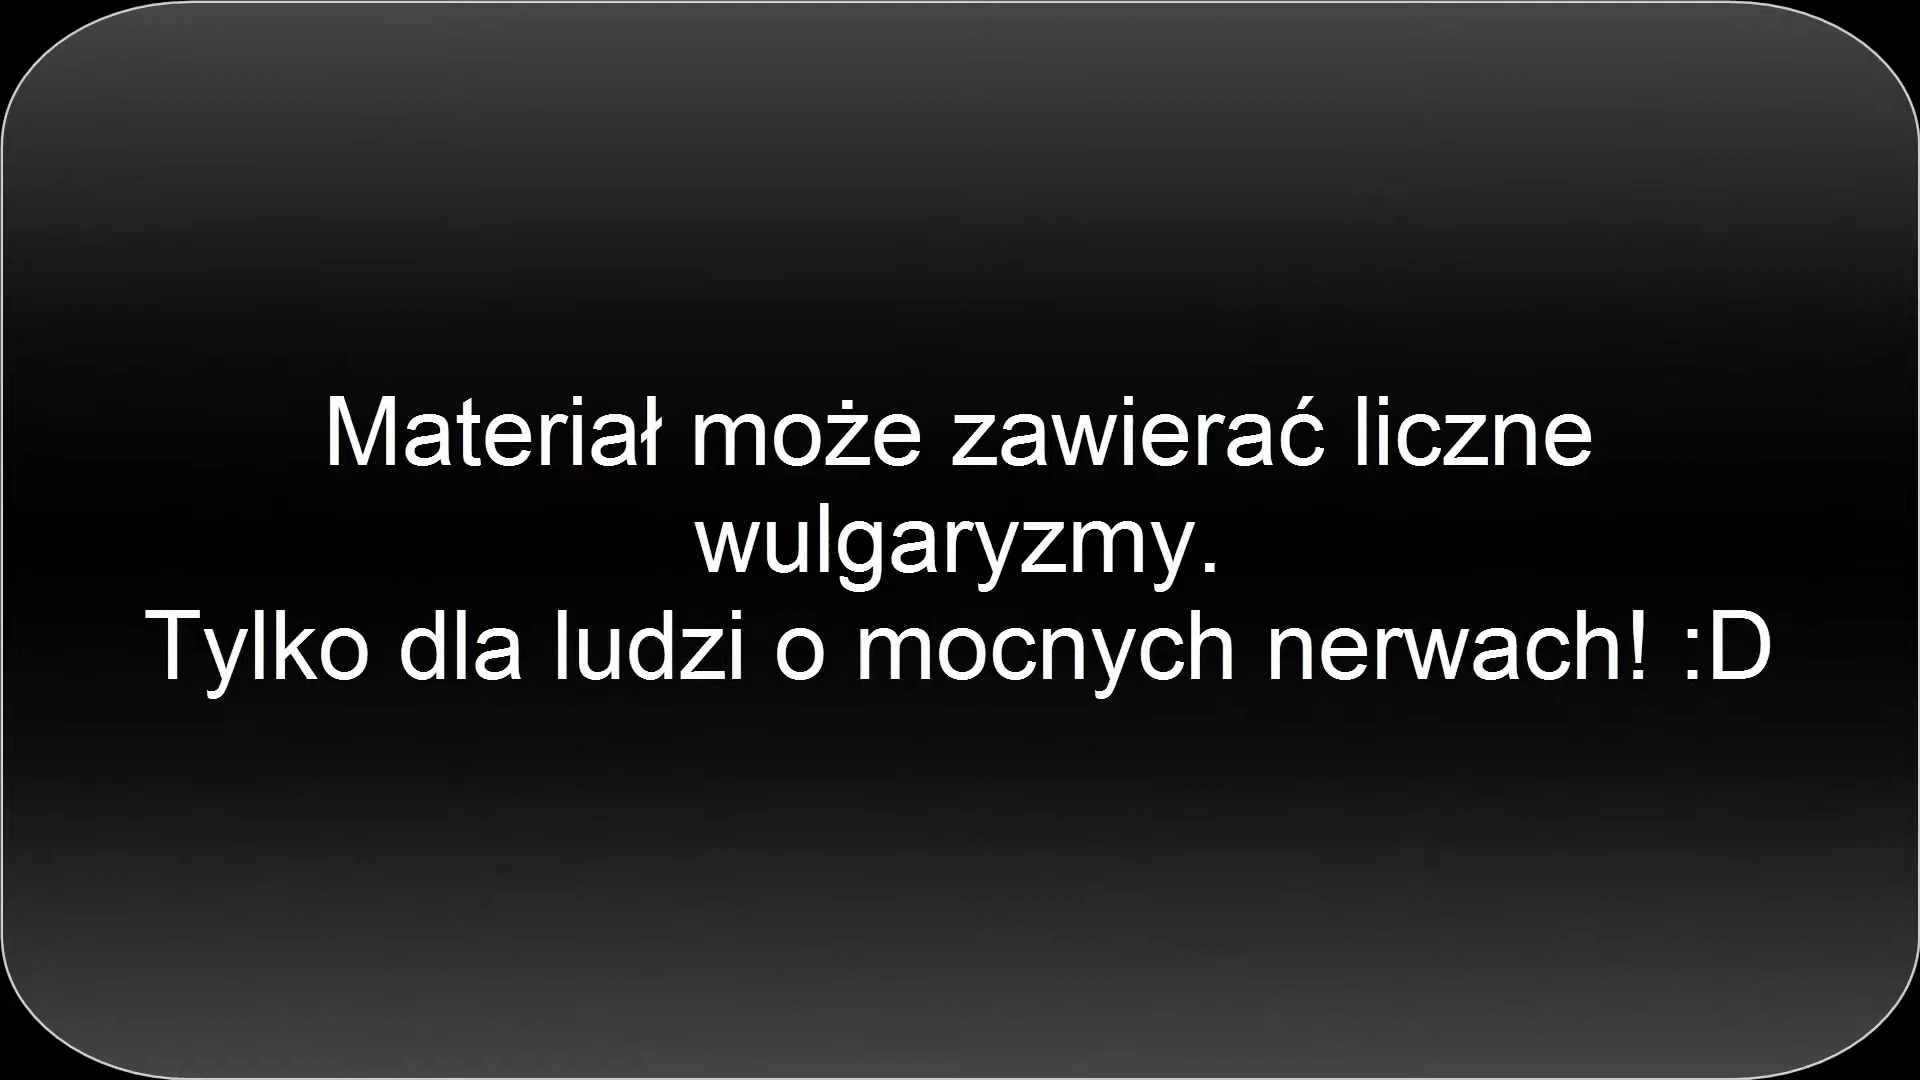 Materiał może zawierać liczne
wulgaryzmy.
Tylko dla ludzi o mocnych nerwach! :D